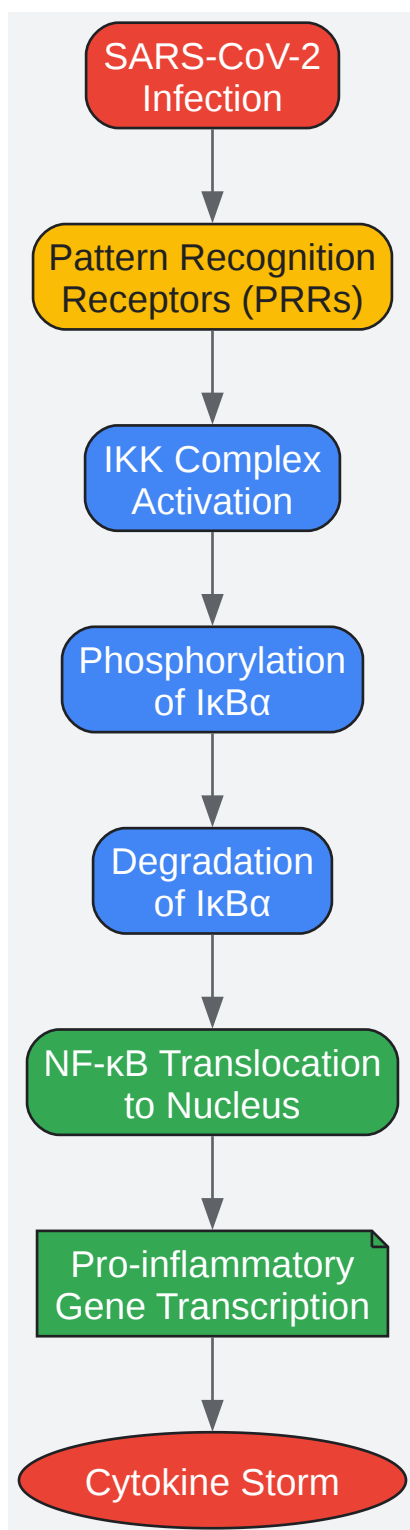 SARS-CoV-2
Infection
Pattern Recognition
Receptors (PRRs)
IKK Complex
Activation
Phosphorylation
of IκBα
Degradation
of IκBα
NF-κB Translocation
to Nucleus
Pro-inflammatory
Gene Transcription
Cytokine Storm